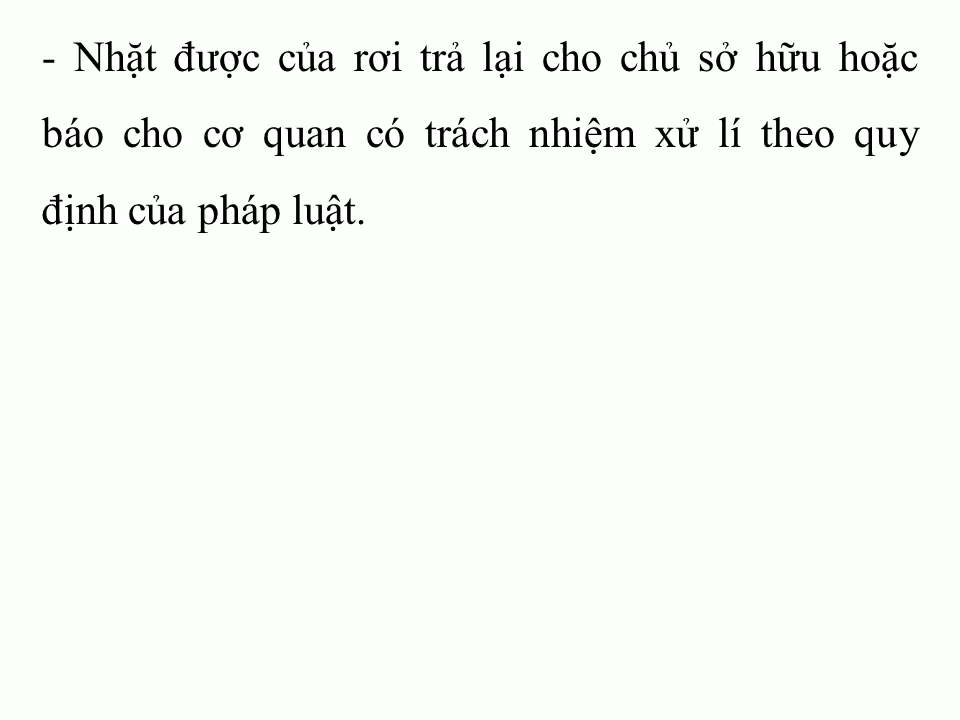 - Nhặt được của rơi trả lại cho chủ sở hữu hoặc
báo cho cơ quan có trách nhiệm xử lí theo quy
định của pháp luật.